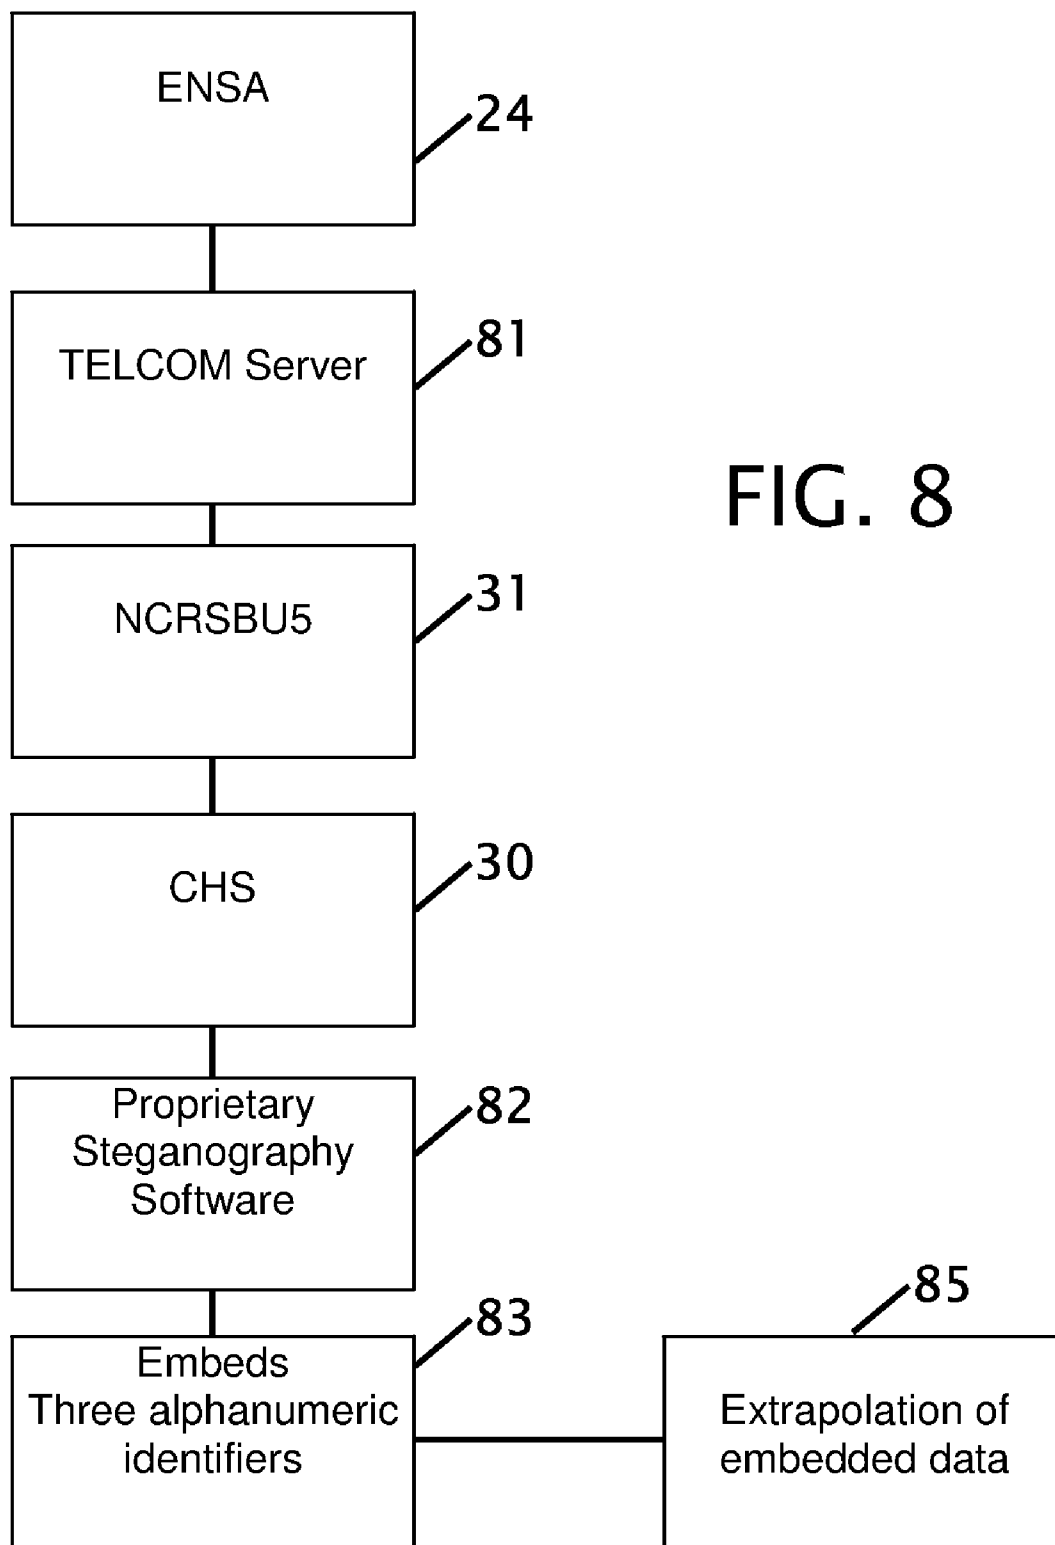 ENSA
24
TELCOM Server
81
FIG. 8
NCRSBU5
31
CHS
30
Proprietary
Steganography
Software
82
Embeds
Three alphanumeric
identifiers
83
85
Extrapolation of
embedded data